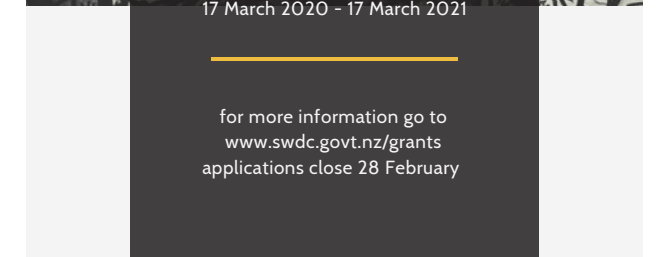 17 March 2020 - 17 March 2021
for more information go to
www.swdc.govt.nz/grants
applications close 28 February